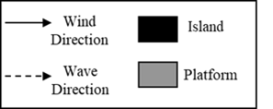 Wind
Direction
Island
Wave
Direction
Platform